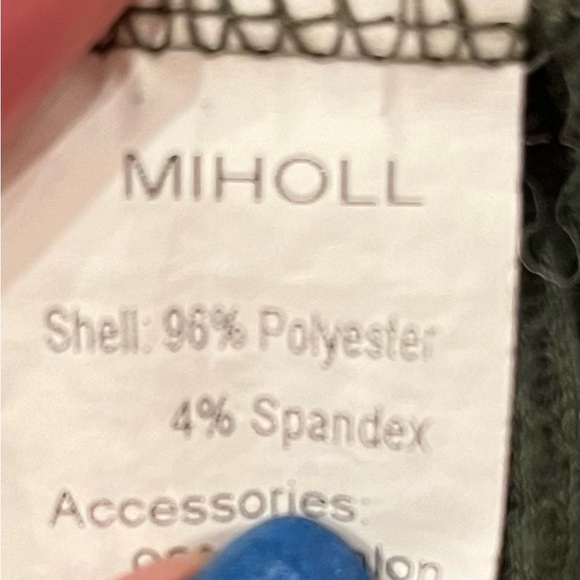 MIHOLL
Shell: 96% Polyester
4% Spandex
Accessories: